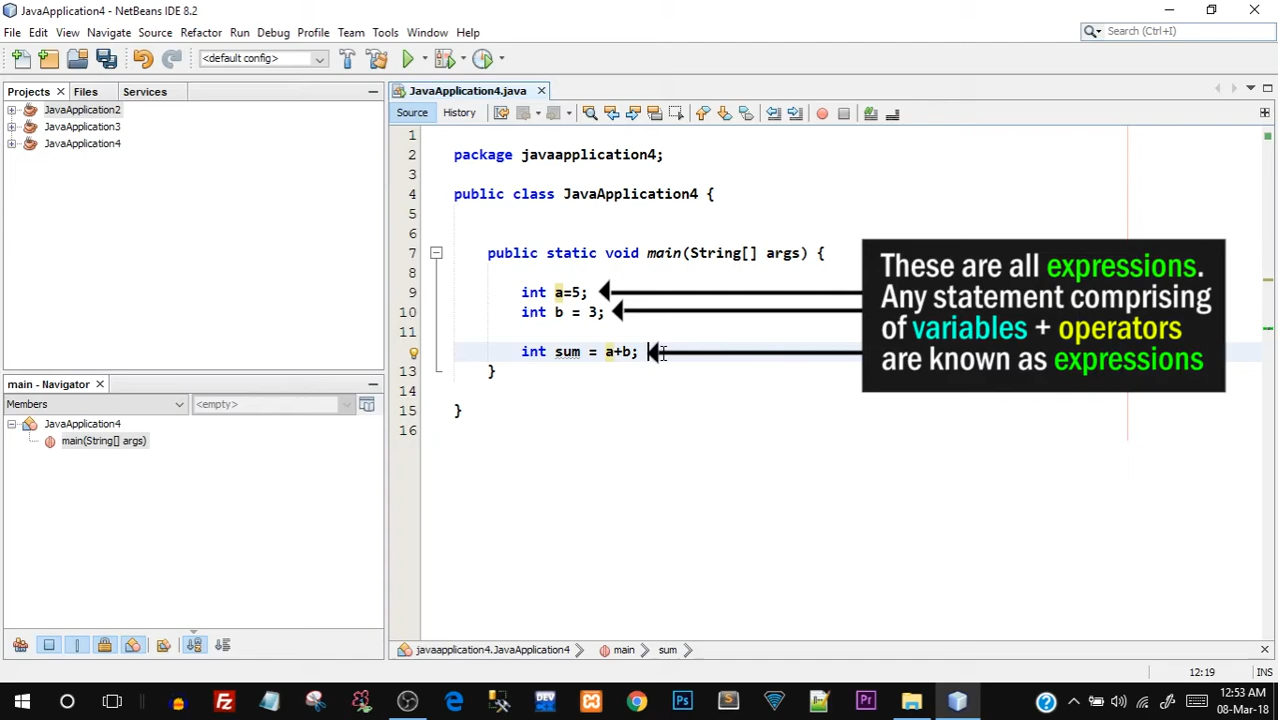 JavaApplication4 - NetBeans IDE 8.2
File Edit View Navigate Source Refactor Run Debug Profile Team Tools Window Help
Search (Ctrl+I)
<default config>
Projects Files Services
JavaApplication2
JavaApplication3
JavaApplication4
JavaApplication4.java
Source History
1
2 package javaapplication4;
3
4 public class JavaApplication4 {
5
6
7 public static void main(String[] args) {
8
9 int a=5;
10 int b = 3;
11
int sum = a+b;
13 }
14
15 }
16
These are all expressions.
Any statement comprising
of variables + operators
are known as expressions
main - Navigator
Members <empty>
JavaApplication4
main(String[] args)
javaapplication4.JavaApplication4 main sum
12:19 INS
DEV
Ps
S
Pr
12:53 AM
08-Mar-18